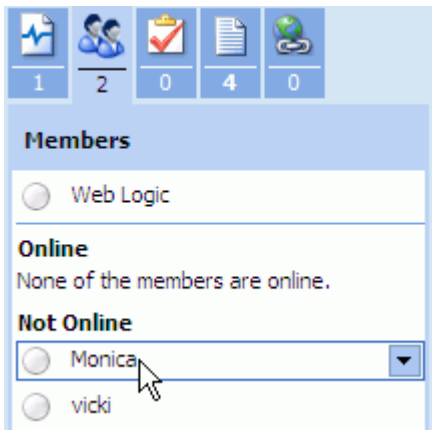 1 2 0 4 0
Members
Web Logic
Online
None of the members are online.
Not Online
Monica
vicki